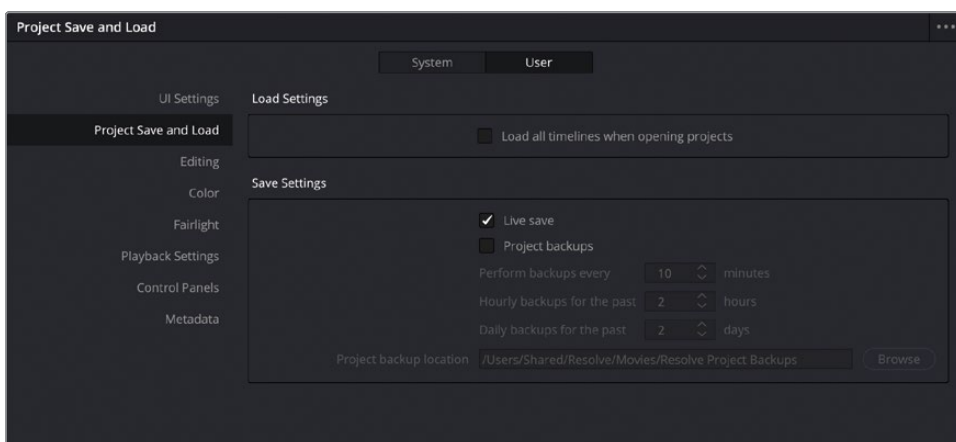 Project Save and Load
System User
UI Settings
Project Save and Load
Editing
Color
Fairlight
Playback Settings
Control Panels
Metadata
Load Settings
Load all timelines when opening projects
Save Settings
Live save
Project backups
Perform backups every 10 minutes
Hourly backups for the past 2 hours
Daily backups for the past 2 days
Project backup location /Users/Shared/Resolve/Movies/Resolve Project Backups Browse